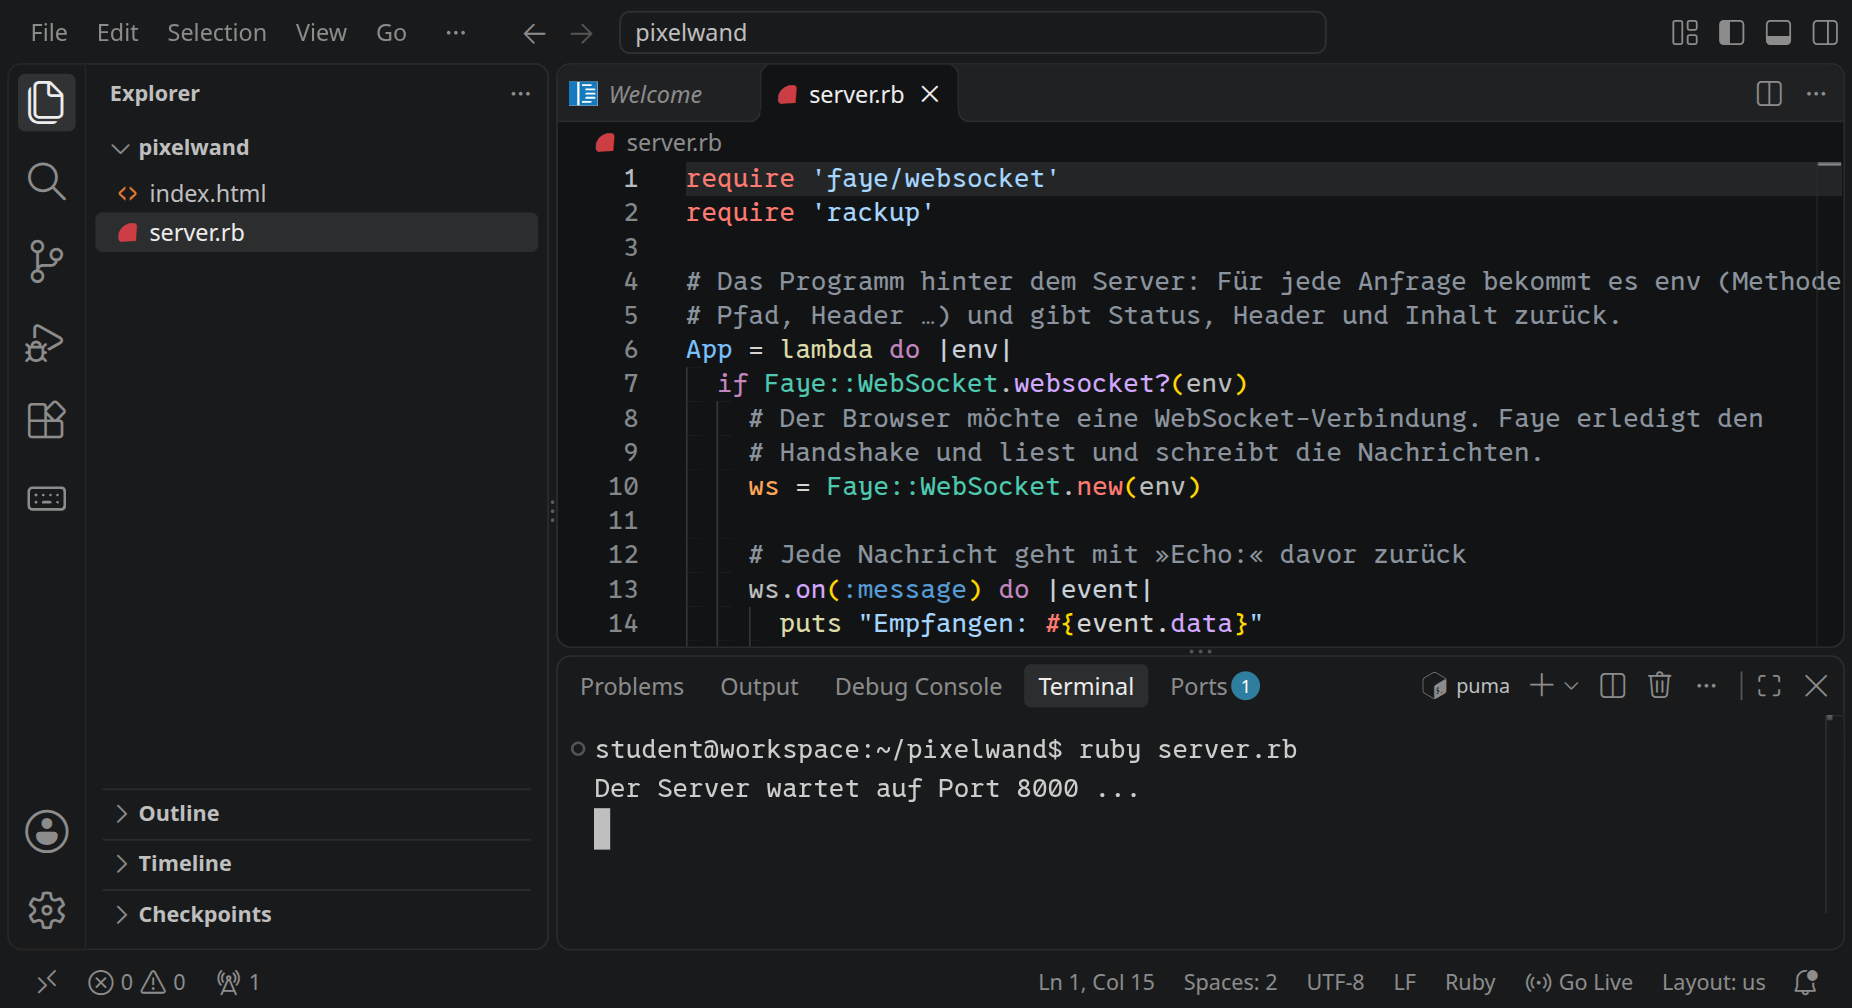 File Edit Selection View Go ··· pixelwand
Explorer ···
pixelwand
index.html
server.rb
Outline
Timeline
Checkpoints
Welcome server.rb
server.rb
1 require 'faye/websocket'
2 require 'rackup'
3
4 # Das Programm hinter dem Server: Für jede Anfrage bekommt es env (Methode
5 # Pfad, Header …) und gibt Status, Header und Inhalt zurück.
6 App = lambda do |env|
7 if Faye::WebSocket.websocket?(env)
8 # Der Browser möchte eine WebSocket-Verbindung. Faye erledigt den
9 # Handshake und liest und schreibt die Nachrichten.
10 ws = Faye::WebSocket.new(env)
11
12 # Jede Nachricht geht mit »Echo:« davor zurück
13 ws.on(:message) do |event|
14 puts "Empfangen: #{event.data}"
Problems Output Debug Console Terminal Ports 1 puma
student@workspace:~/pixelwand$ ruby server.rb
Der Server wartet auf Port 8000 ...
0 0 1 Ln 1, Col 15 Spaces: 2 UTF-8 LF Ruby Go Live Layout: us